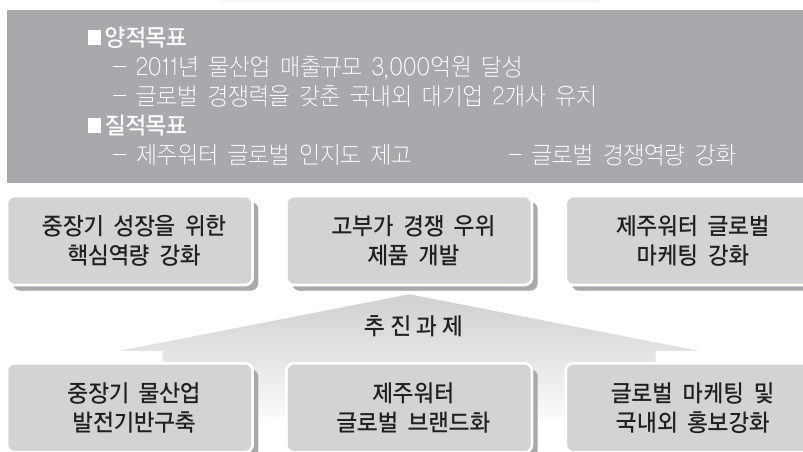 ■양적목표
– 2011년 물산업 매출규모 3,000억원 달성
– 글로벌 경쟁력을 갖춘 국내외 대기업 2개사 유치
■질적목표
– 제주워터 글로벌 인지도 제고 – 글로벌 경쟁역량 강화
중장기 성장을 위한
핵심역량 강화
고부가 경쟁 우위
제품 개발
제주워터 글로벌
마케팅 강화
추진과제
중장기 물산업
발전기반구축
제주워터
글로벌 브랜드화
글로벌 마케팅 및
국내외 홍보강화